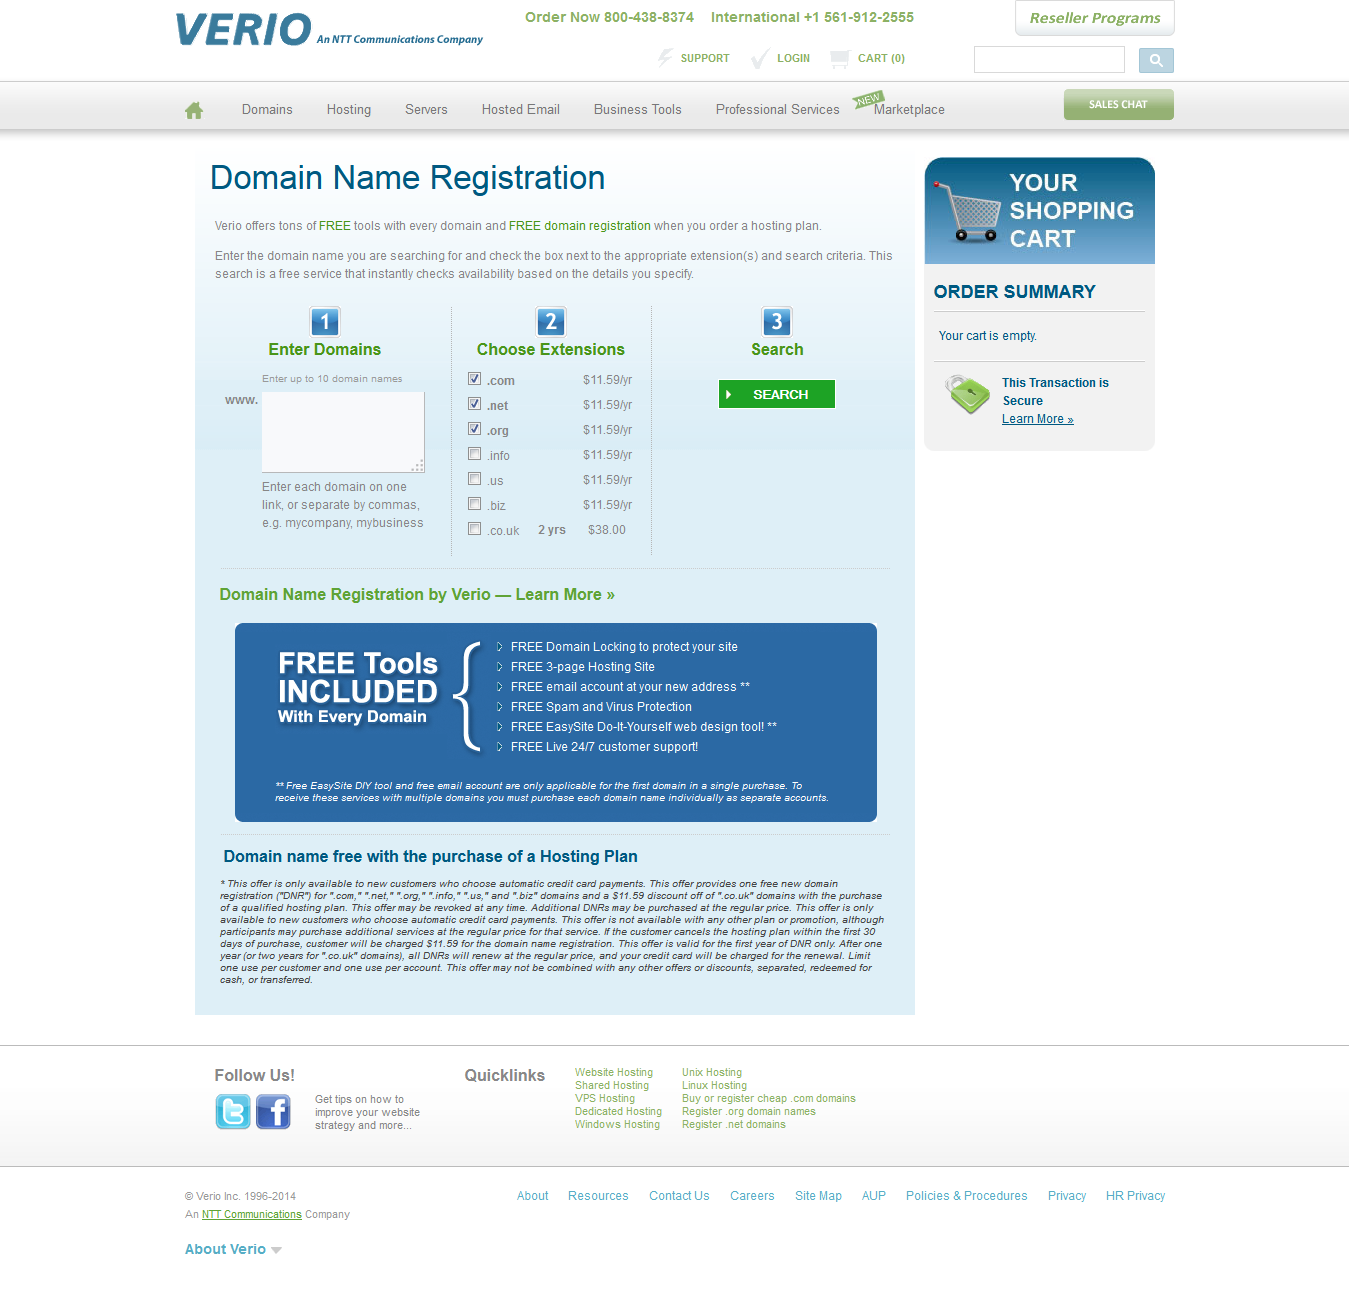 VERIO An NTT Communications Company
Order Now 800-438-8374 International +1 561-912-2555
Reseller Programs
SUPPORT LOGIN CART (0)
Domains Hosting Servers Hosted Email Business Tools Professional Services NEW Marketplace
SALES CHAT
Domain Name Registration
Verio offers tons of FREE tools with every domain and FREE domain registration when you order a hosting plan.
Enter the domain name you are searching for and check the box next to the appropriate extension(s) and search criteria. This
search is a free service that instantly checks availability based on the details you specify.
1
Enter Domains
Enter up to 10 domain names
www.
Enter each domain on one
link, or separate by commas,
e.g. mycompany, mybusiness
2
Choose Extensions
.com $11.59/yr
.net $11.59/yr
.org $11.59/yr
.info $11.59/yr
.us $11.59/yr
.biz $11.59/yr
.co.uk 2 yrs $38.00
3
Search
SEARCH
YOUR
SHOPPING
CART
ORDER SUMMARY
Your cart is empty.
This Transaction is
Secure
Learn More »
Domain Name Registration by Verio — Learn More »
FREE Tools
INCLUDED
With Every Domain
FREE Domain Locking to protect your site
FREE 3-page Hosting Site
FREE email account at your new address **
FREE Spam and Virus Protection
FREE EasySite Do-It-Yourself web design tool! **
FREE Live 24/7 customer support!
** Free EasySite DIY tool and free email account are only applicable for the first domain in a single purchase. To
receive these services with multiple domains you must purchase each domain name individually as separate accounts.
Domain name free with the purchase of a Hosting Plan
* This offer is only available to new customers who choose automatic credit card payments. This offer provides one free new domain
registration ("DNR") for ".com," ".net," ".org," ".info," ".us," and ".biz" domains and a $11.59 discount off of ".co.uk" domains with the purchase
of a qualified hosting plan. This offer may be revoked at any time. Additional DNRs may be purchased at the regular price. This offer is only
available to new customers who choose automatic credit card payments. This offer is not available with any other plan or promotion, although
participants may purchase additional services at the regular price for that service. If the customer cancels the hosting plan within the first 30
days of purchase, customer will be charged $11.59 for the domain name registration. This offer is valid for the first year of DNR only. After one
year (or two years for ".co.uk" domains), all DNRs will renew at the regular price, and your credit card will be charged for the renewal. Limit
one use per customer and one use per account. This offer may not be combined with any other offers or discounts, separated, redeemed for
cash, or transferred.
Follow Us!
Get tips on how to
improve your website
strategy and more...
Quicklinks
Website Hosting
Shared Hosting
VPS Hosting
Dedicated Hosting
Windows Hosting
Unix Hosting
Linux Hosting
Buy or register cheap .com domains
Register .org domain names
Register .net domains
© Verio Inc. 1996-2014
An NTT Communications Company
About Resources Contact Us Careers Site Map AUP Policies & Procedures Privacy HR Privacy
About Verio